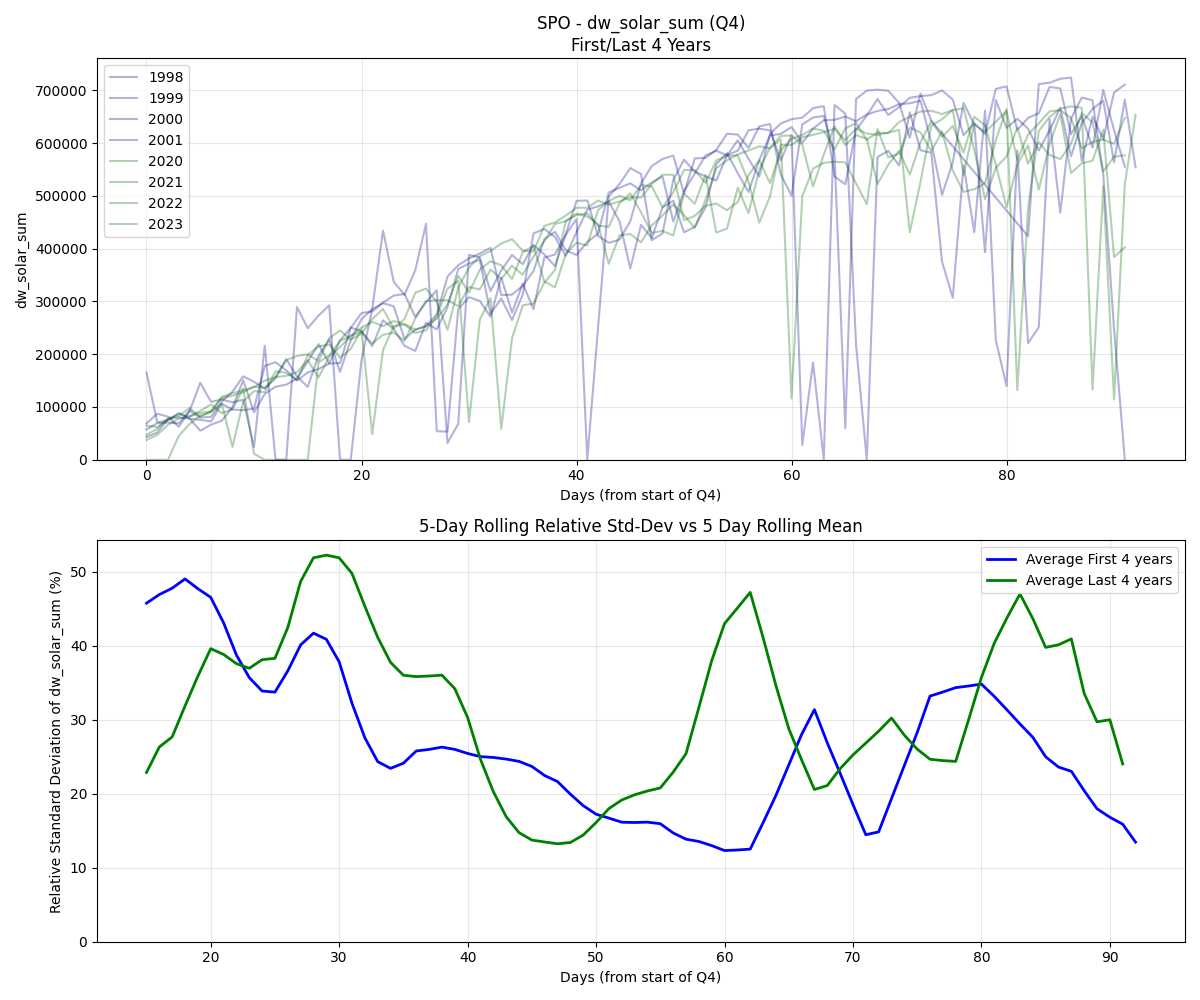 SPO - dw_solar_sum (Q4)
First/Last 4 Years
dw_solar_sum
700000
600000
500000
400000
300000
200000
100000
0
1998
1999
2000
2001
2020
2021
2022
2023
0 20 40 60 80
Days (from start of Q4)
5-Day Rolling Relative Std-Dev vs 5 Day Rolling Mean
Relative Standard Deviation of dw_solar_sum (%)
50
40
30
20
10
0
Average First 4 years
Average Last 4 years
20 30 40 50 60 70 80 90
Days (from start of Q4)